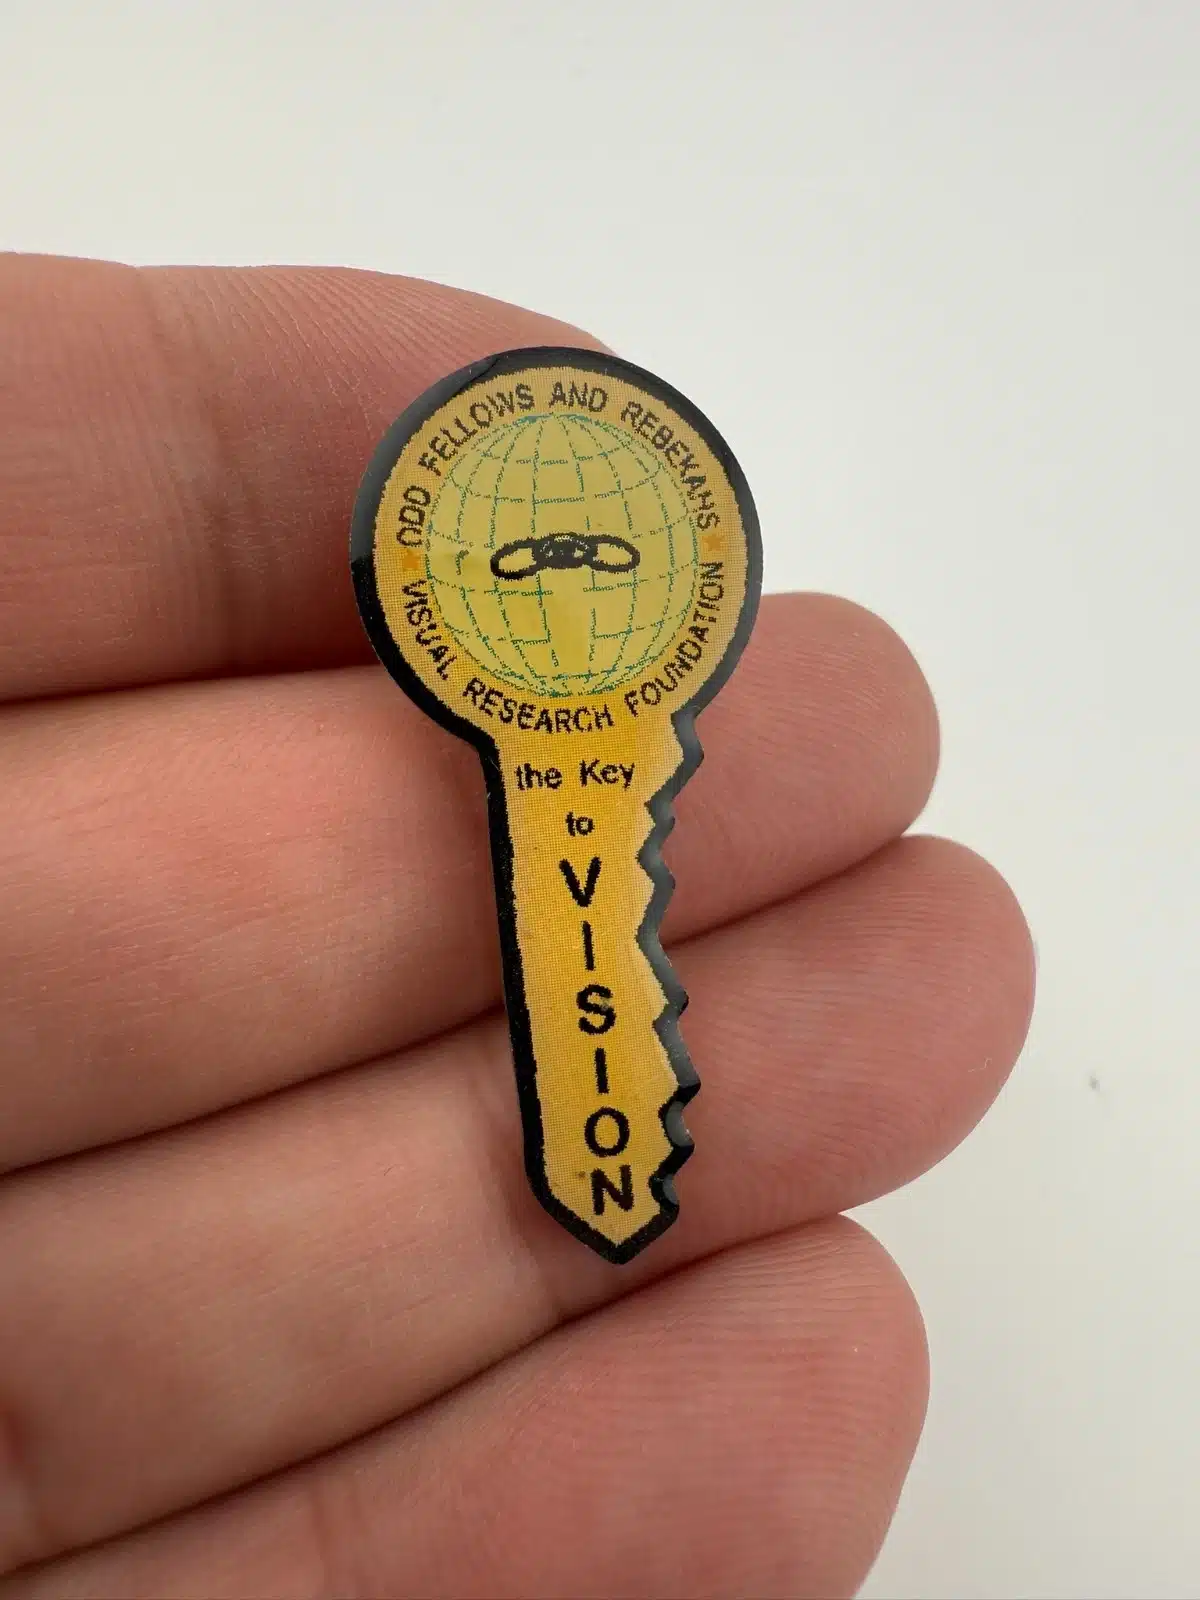 ODD FELLOWS AND REBEKAHS
VISUAL RESEARCH FOUNDATION
the Key
to
VISION